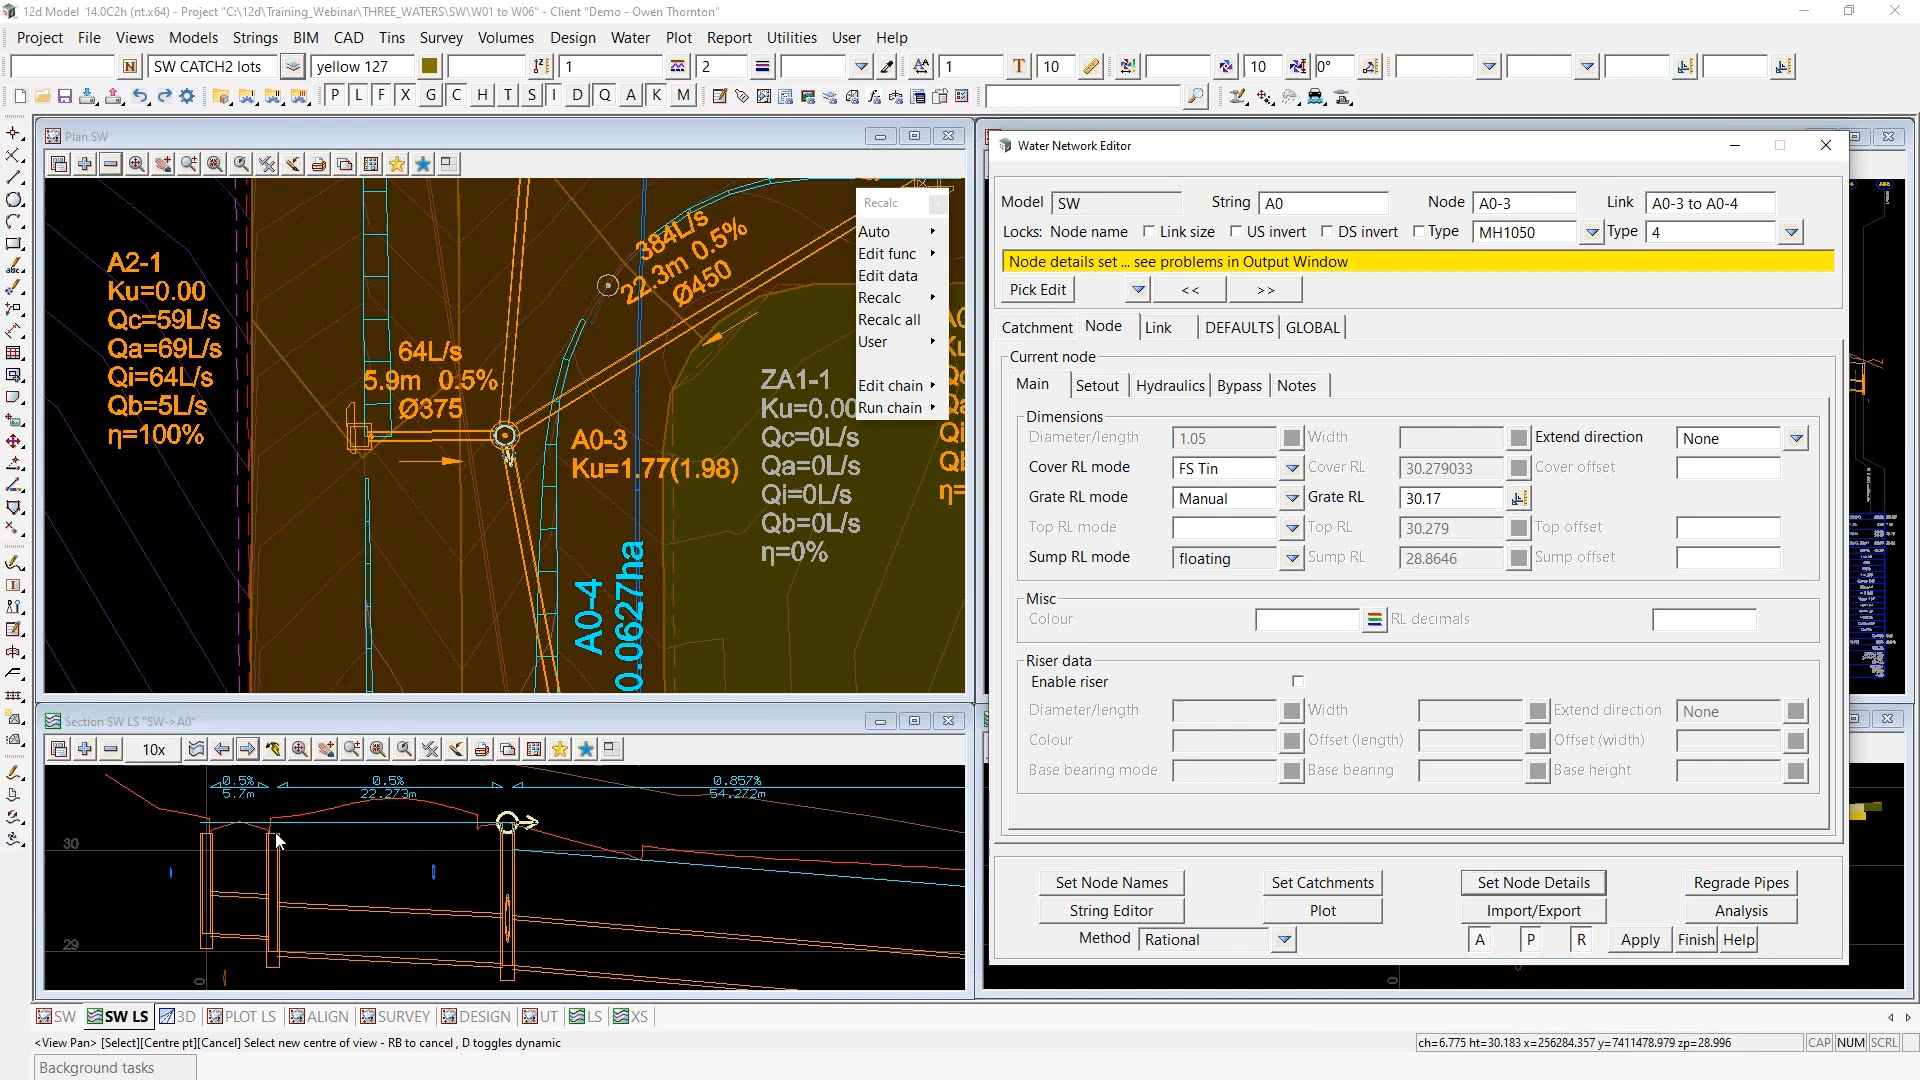 12d Model 14.0C2h (nt.x64) - Project "C:\12d\Training_Webinar\THREE_WATERS\SW\W01 to W06" - Client "Demo - Owen Thornton"
Project File Views Models Strings BIM CAD Tins Survey Volumes Design Water Plot Report Utilities User Help
N SW CATCH2 lots yellow 127 1 2 1 T 10 10 0°
P L F X G C H T S I D Q A K M
Plan SW
A2-1
Ku=0.00
Qc=59L/s
Qa=69L/s
Qi=64L/s
Qb=5L/s
η=100%
64L/s
5.9m 0.5%
Ø375
384L/s
22.3m 0.5%
Ø450
A0-3
Ku=1.77(1.98)
A0-4
0.0627ha
ZA1-1
Ku=0.00
Qc=0L/s
Qa=0L/s
Qi=0L/s
Qb=0L/s
η=0%
Recalc
Auto
Edit func
Edit data
Recalc
Recalc all
User
Edit chain
Run chain
Water Network Editor
Model SW String A0 Node A0-3 Link A0-3 to A0-4
Locks: Node name Link size US invert DS invert Type MH1050 Type 4
Node details set ... see problems in Output Window
Pick Edit << >>
Catchment Node Link DEFAULTS GLOBAL
Current node
Main Setout Hydraulics Bypass Notes
Dimensions
Diameter/length 1.05 Width Extend direction None
Cover RL mode FS Tin Cover RL 30.279033 Cover offset
Grate RL mode Manual Grate RL 30.17
Top RL mode Top RL 30.279 Top offset
Sump RL mode floating Sump RL 28.8646 Sump offset
Misc
Colour RL decimals
Riser data
Enable riser
Diameter/length Width Extend direction None
Colour Offset (length) Offset (width)
Base bearing mode Base bearing Base height
Set Node Names Set Catchments Set Node Details Regrade Pipes
String Editor Plot Import/Export Analysis
Method Rational A P R Apply Finish Help
Section SW LS "SW->A0"
10x
0.5% 0.5% 0.857%
5.7m 22.273m 54.272m
30
29
0
0
SW SW LS 3D PLOT LS ALIGN SURVEY DESIGN UT LS XS
<View Pan> [Select][Centre pt][Cancel] Select new centre of view - RB to cancel , D toggles dynamic
ch=6.775 ht=30.183 x=256284.357 y=7411478.979 zp=28.996 CAP NUM SCRL
Background tasks